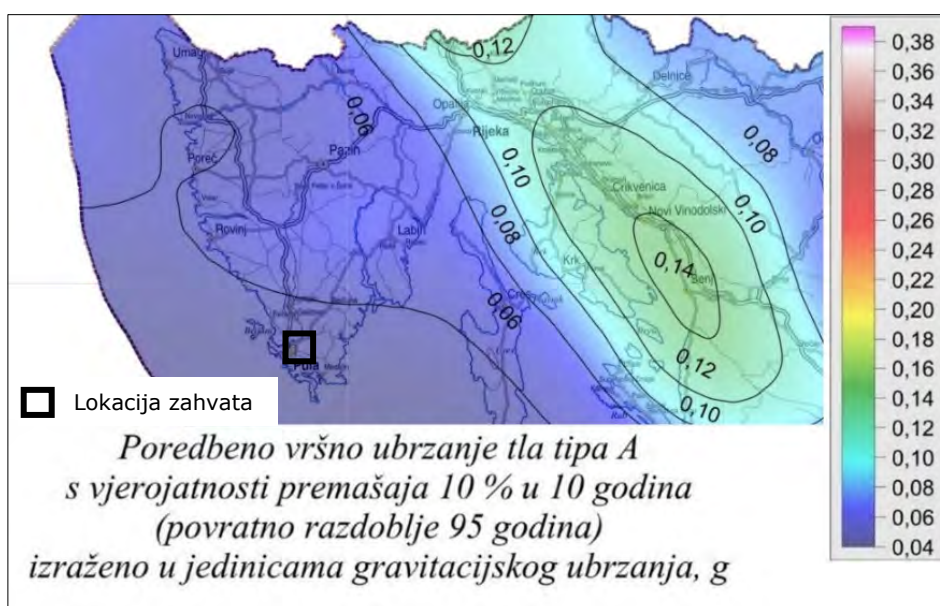 0,12
0,38
Umag
Delnice
0,36
0,06
Opatija
0,34
Rijeka
0,08
0,32
Poreč
Pazin
0,10
0,30
Crikvenica
0,10
0,28
Rovinj
Labin
0,08
Novi Vinodolski
0,26
Krk
0,14
Senj
0,24
Cres
0,06
0,22
0,20
Pula
0,12
0,18
Lokacija zahvata
Rab
0,10
0,16
0,14
Poredbeno vršno ubrzanje tla tipa A
0,12
s vjerojatnosti premašaja 10 % u 10 godina
0,10
0,08
(povratno razdoblje 95 godina)
0,06
izraženo u jedinicama gravitacijskog ubrzanja, g
0,04